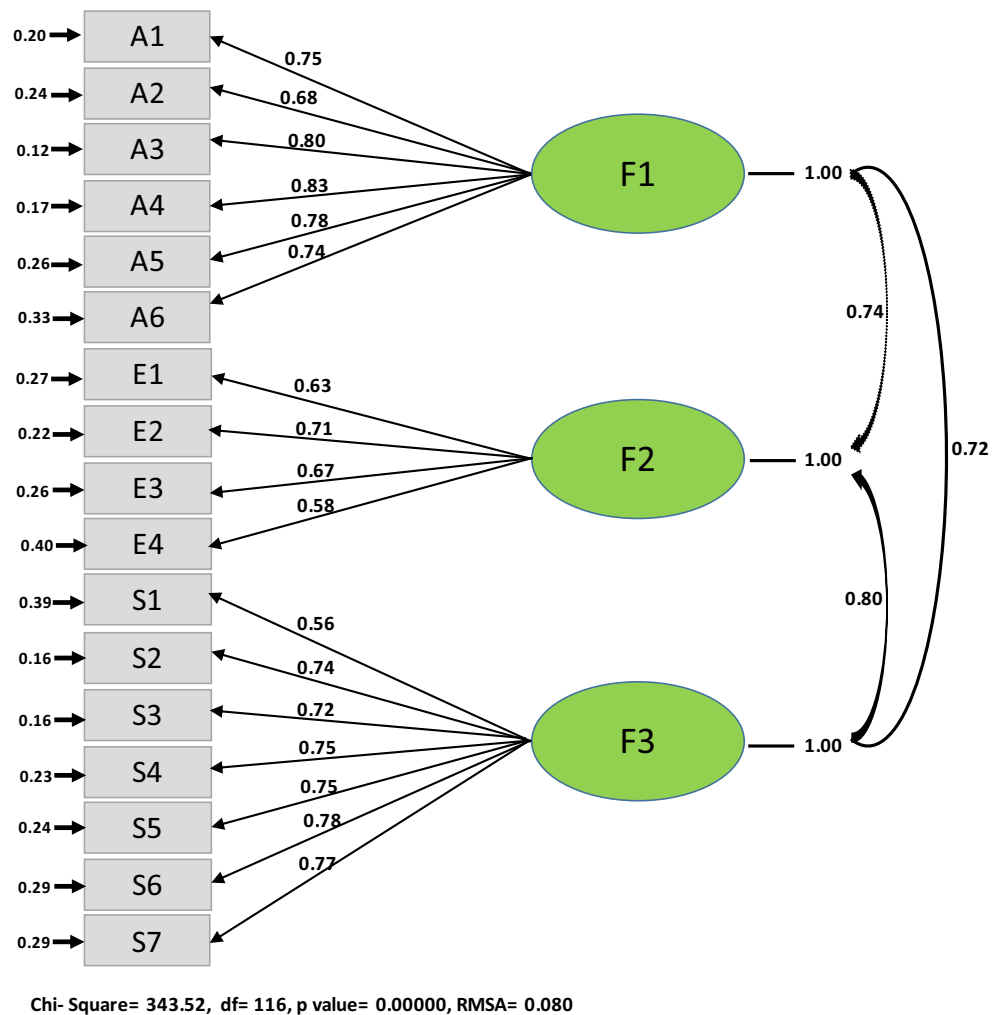 0.20 A1
0.75
0.24 A2
0.68
0.12 A3
0.80
0.17 A4
0.83
0.26 A5
0.78
0.33 A6
0.74
F1 1.00
0.27 E1
0.63
0.22 E2
0.71
0.26 E3
0.67
0.40 E4
0.58
F2 1.00
0.39 S1
0.56
0.16 S2
0.74
0.16 S3
0.72
0.23 S4
0.75
0.24 S5
0.75
0.29 S6
0.78
0.29 S7
0.77
F3 1.00
0.74
0.72
0.80
Chi- Square= 343.52, df= 116, p value= 0.00000, RMSA= 0.080